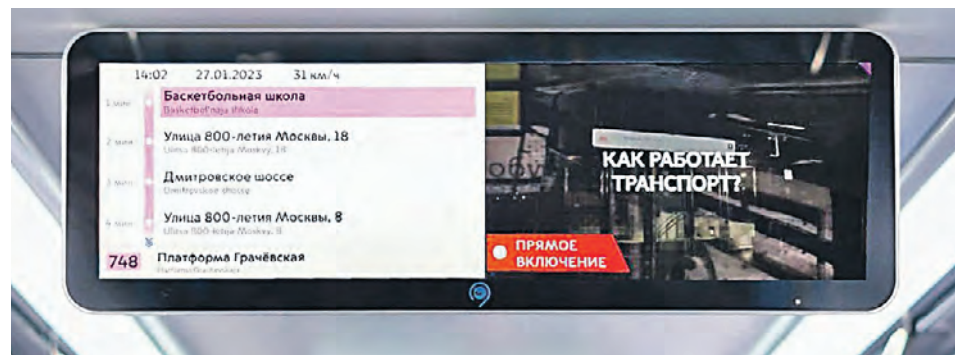 14:02 27.01.2023 31 км/ч
1 мин Баскетбольная школа
Basketbol'naja shkola
2 мин Улица 800-летия Москвы, 18
Ulitsa 800-letija Moskvy, 18
3 мин Дмитровское шоссе
Dmitrovskoe shosse
4 мин Улица 800-летия Москвы, 8
Ulitsa 800-letija Moskvy, 8
748 Платформа Грачёвская
КАК РАБОТАЕТ
ТРАНСПОРТ?
ПРЯМОЕ
ВКЛЮЧЕНИЕ